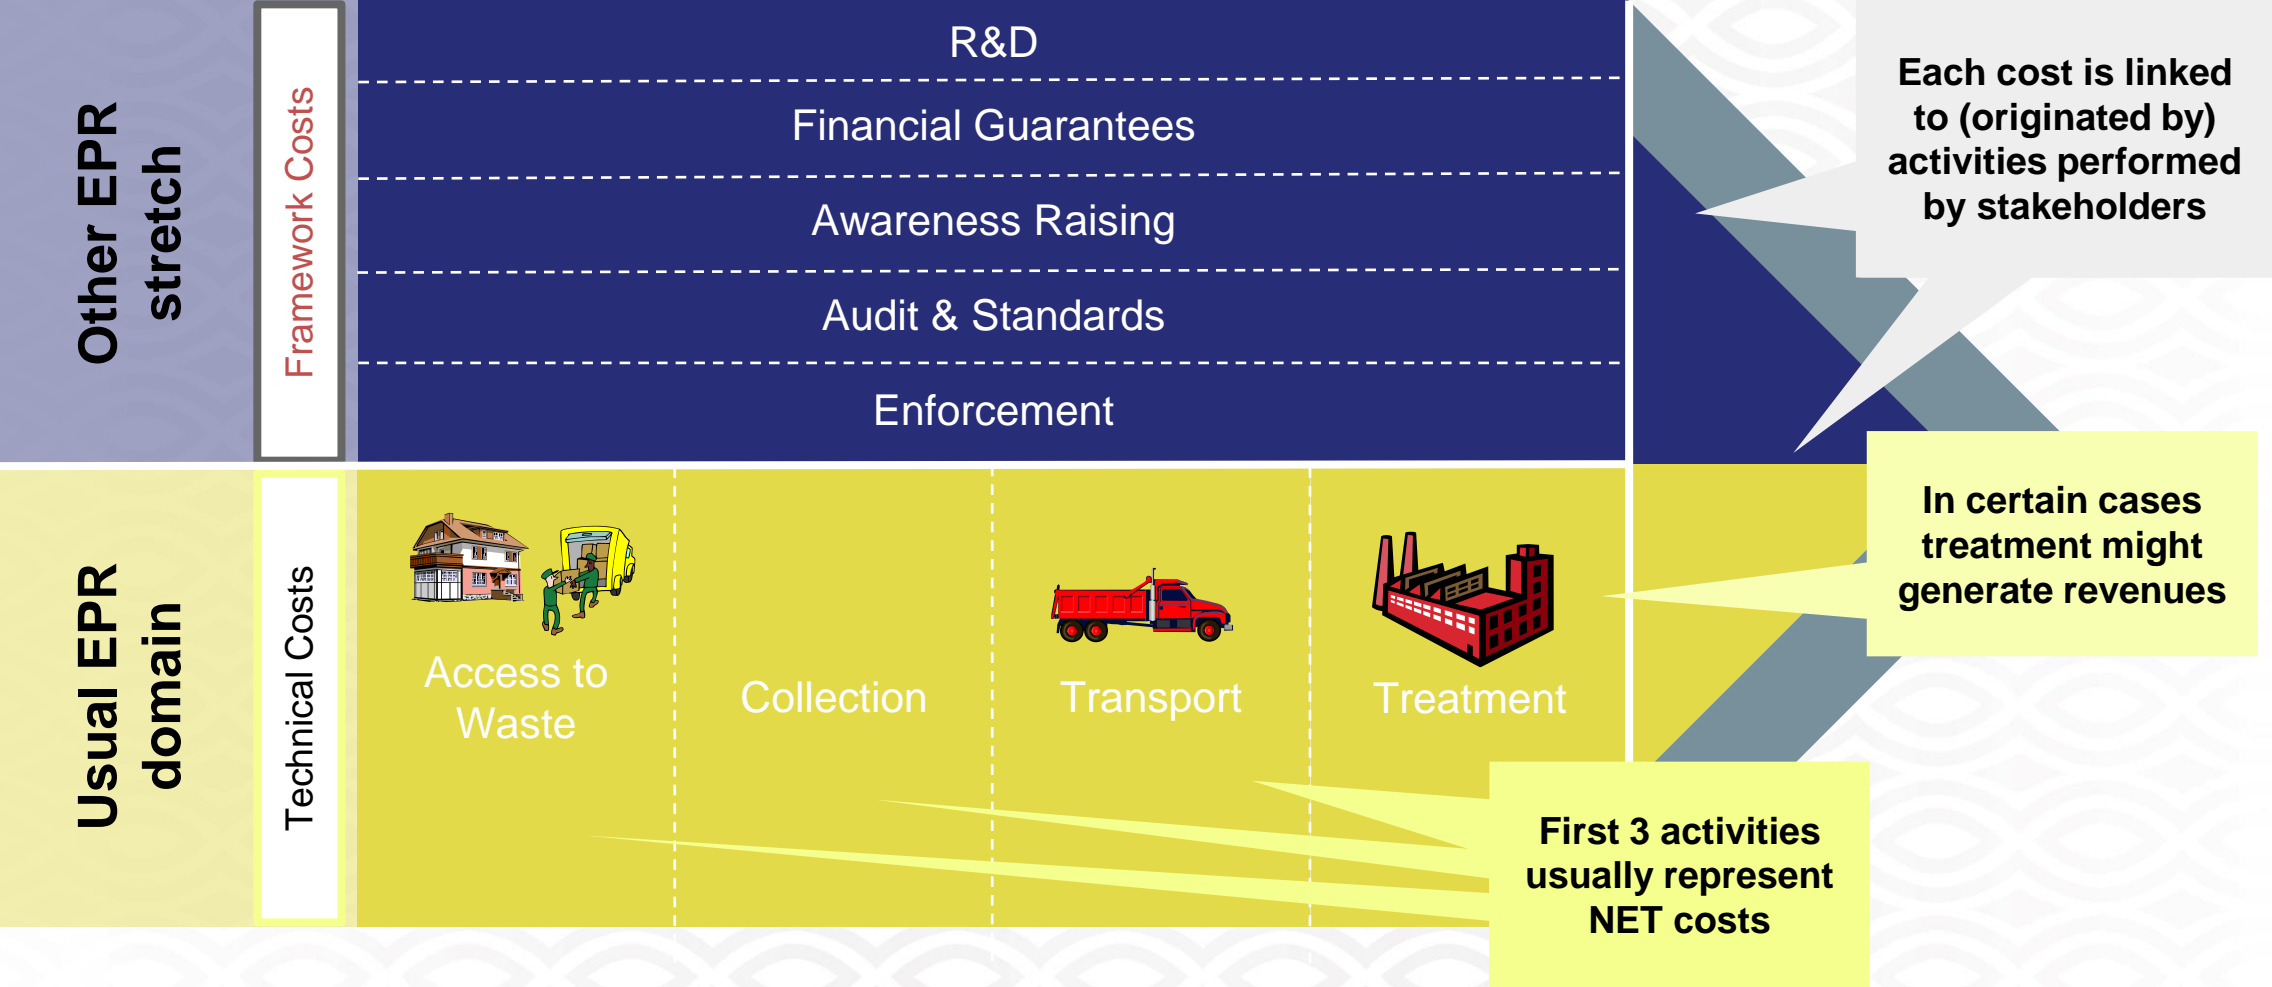 Other EPR
stretch
Framework Costs
R&D
Financial Guarantees
Awareness Raising
Audit & Standards
Enforcement
Each cost is linked
to (originated by)
activities performed
by stakeholders
Usual EPR
domain
Technical Costs
Access to
Waste
Collection
Transport
Treatment
In certain cases
treatment might
generate revenues
First 3 activities
usually represent
NET costs